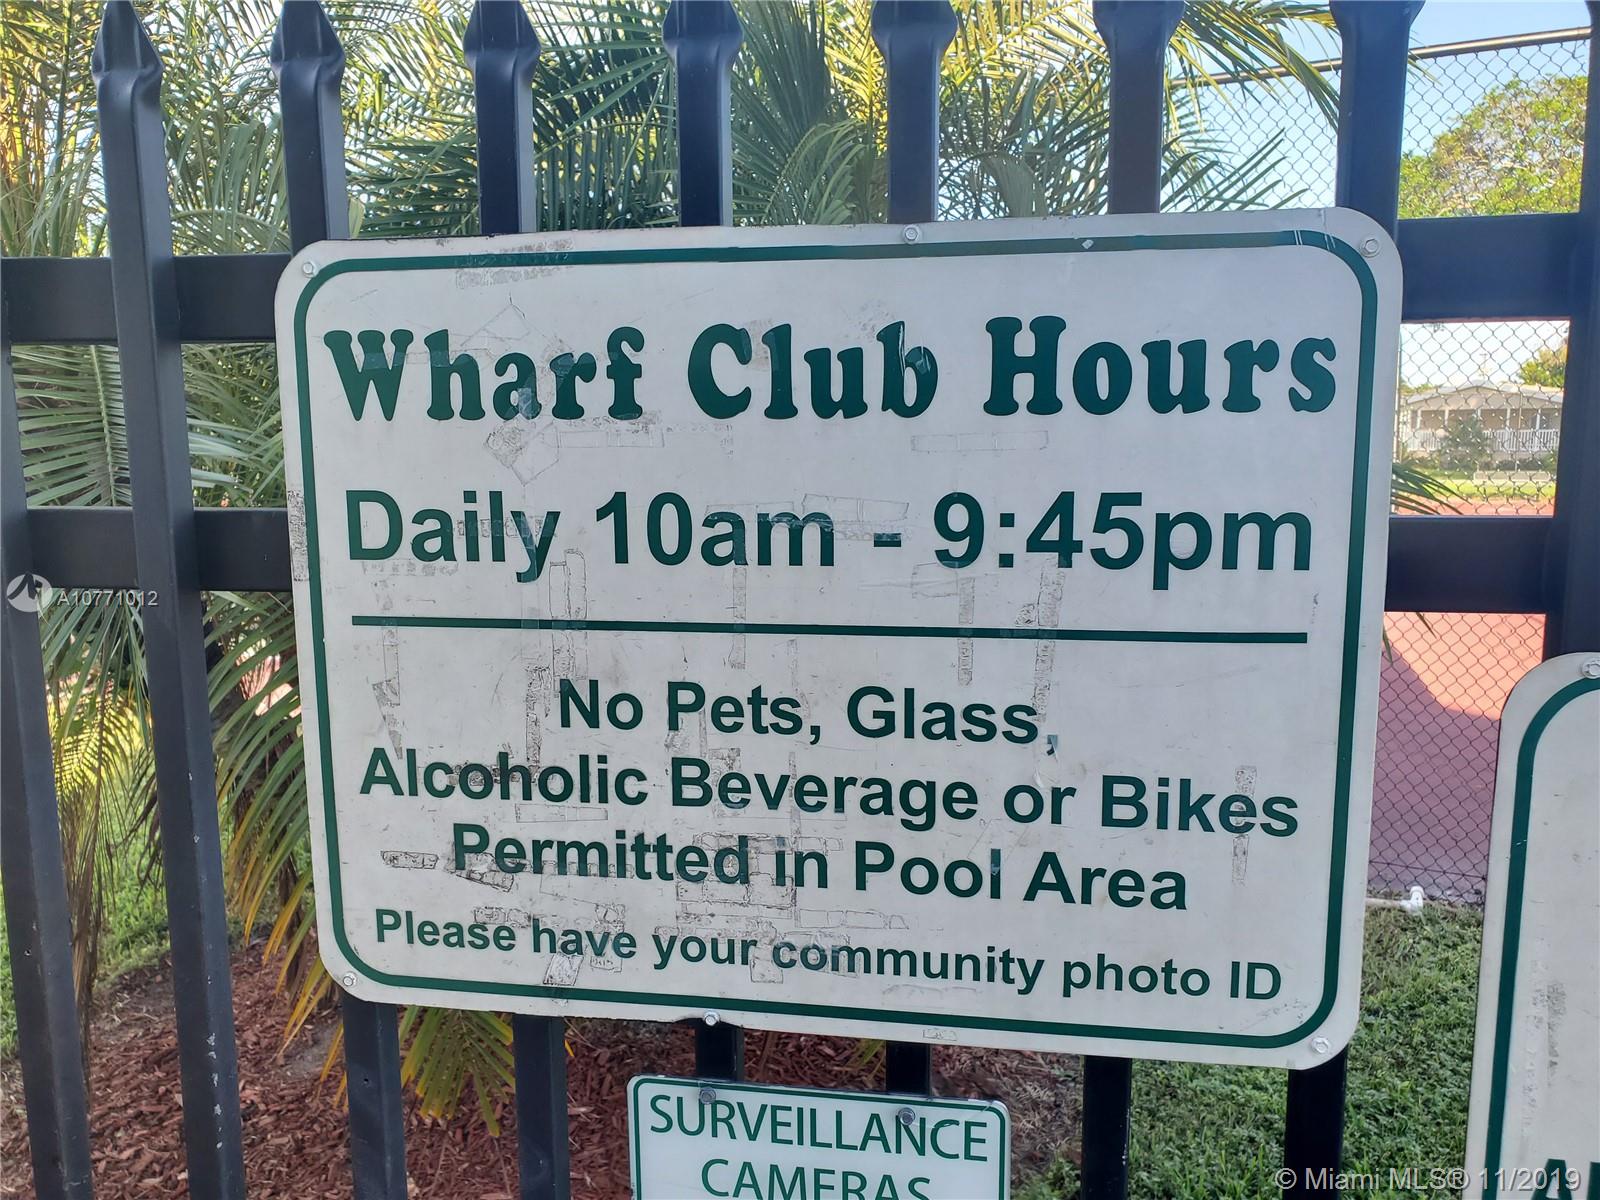 Wharf Club Hours
Daily 10am - 9:45pm
No Pets, Glass,
Alcoholic Beverage or Bikes
Permitted in Pool Area
Please have your community photo ID
SURVEILLANCE
CAMERAS
A10771012
© Miami MLS® 11/2019